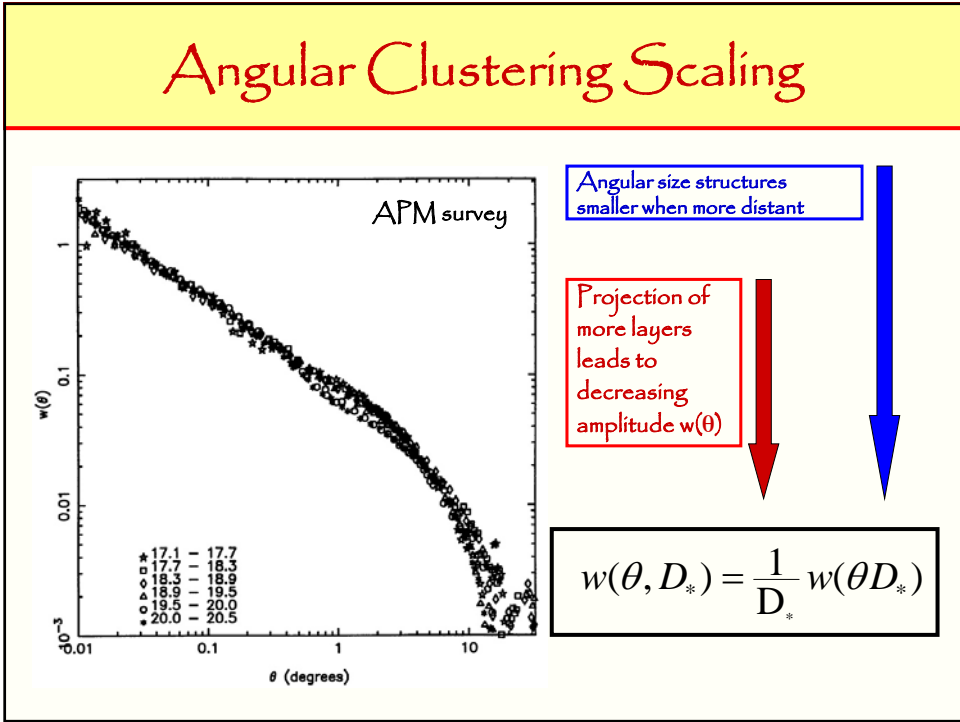 Angular Clustering Scaling
APM survey
w(θ)
1
0.1
0.01
10⁻³
★ 17.1 – 17.7
□ 17.7 – 18.3
◇ 18.3 – 18.9
△ 18.9 – 19.5
○ 19.5 – 20.0
• 20.0 – 20.5
0.01 0.1 1 10
θ (degrees)
Angular size structures
smaller when more distant
Projection of
more layers
leads to
decreasing
amplitude w(θ)
w(θ, D*) = 1/D* w(θD*)